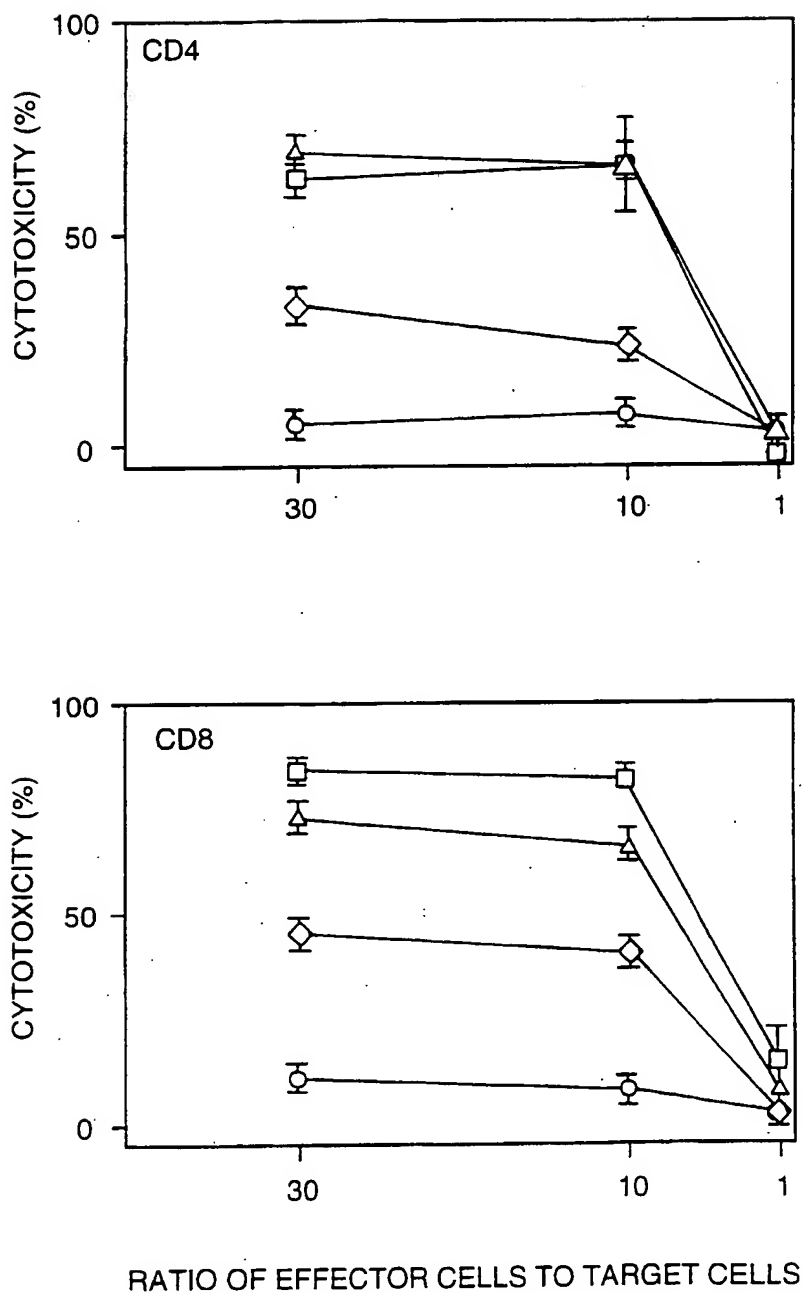 100
CD4
CYTOTOXICITY (%)
50
0
30 10 1
100
CD8
CYTOTOXICITY (%)
50
0
30 10 1
RATIO OF EFFECTOR CELLS TO TARGET CELLS